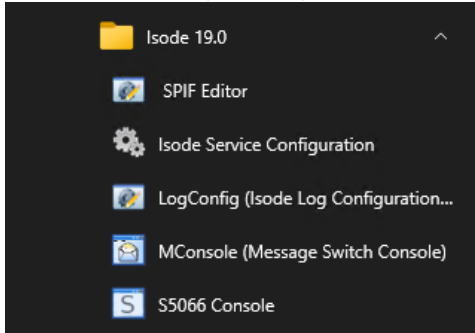 Isode 19.0
SPIF Editor
Isode Service Configuration
LogConfig (Isode Log Configuration...
MConsole (Message Switch Console)
S S5066 Console